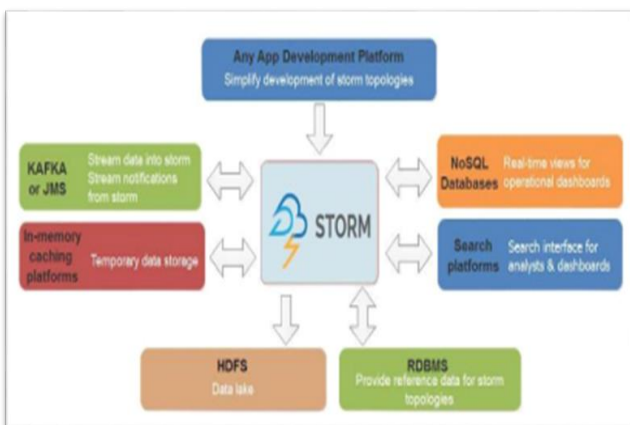 Any App Development Platform
Simplify development of storm topologies
KAFKA
or JMS
Stream data into storm
Stream notifications
from storm
STORM
NoSQL
Databases
Real-time views for
operational dashboards
In-memory
caching
platforms
Temporary data storage
Search
platforms
Search interface for
analysts & dashboards
HDFS
Data lake
RDBMS
Provide reference data for storm
topologies